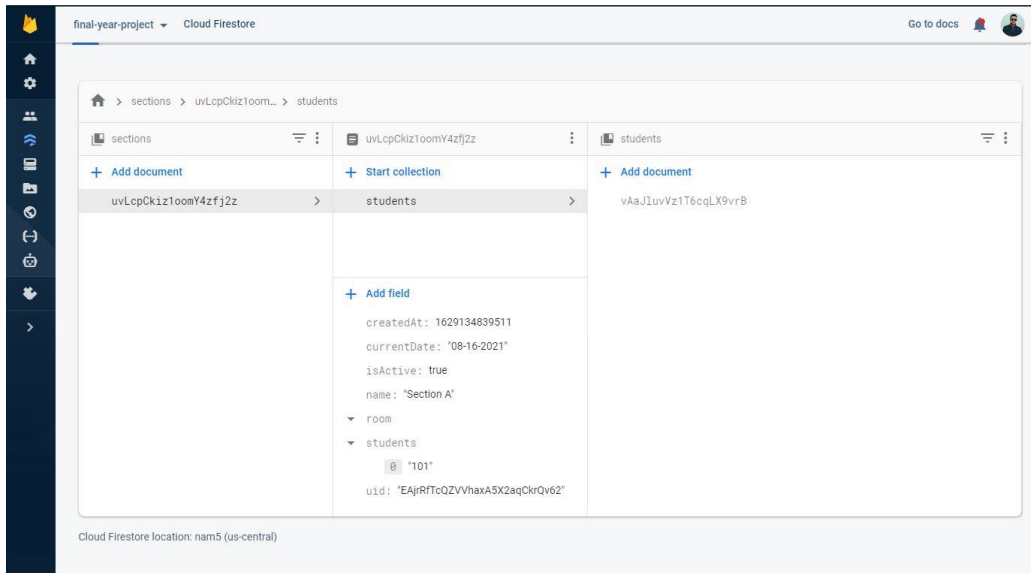 final-year-project Cloud Firestore Go to docs
> sections > uvLcpCkiz1oom... > students
sections
+ Add document
uvLcpCkiz1oomY4zfj2z >
uvLcpCkiz1oomY4zfj2z
+ Start collection
students >
+ Add field
createdAt: 1629134839511
currentDate: "08-16-2021"
isActive: true
name: "Section A"
room
students
0 "101"
uid: "EAjrRfTcQZVVhaxA5X2aqCkrQv62"
students
+ Add document
vAaJluvVz1T6cqLX9vrB
Cloud Firestore location: nam5 (us-central)